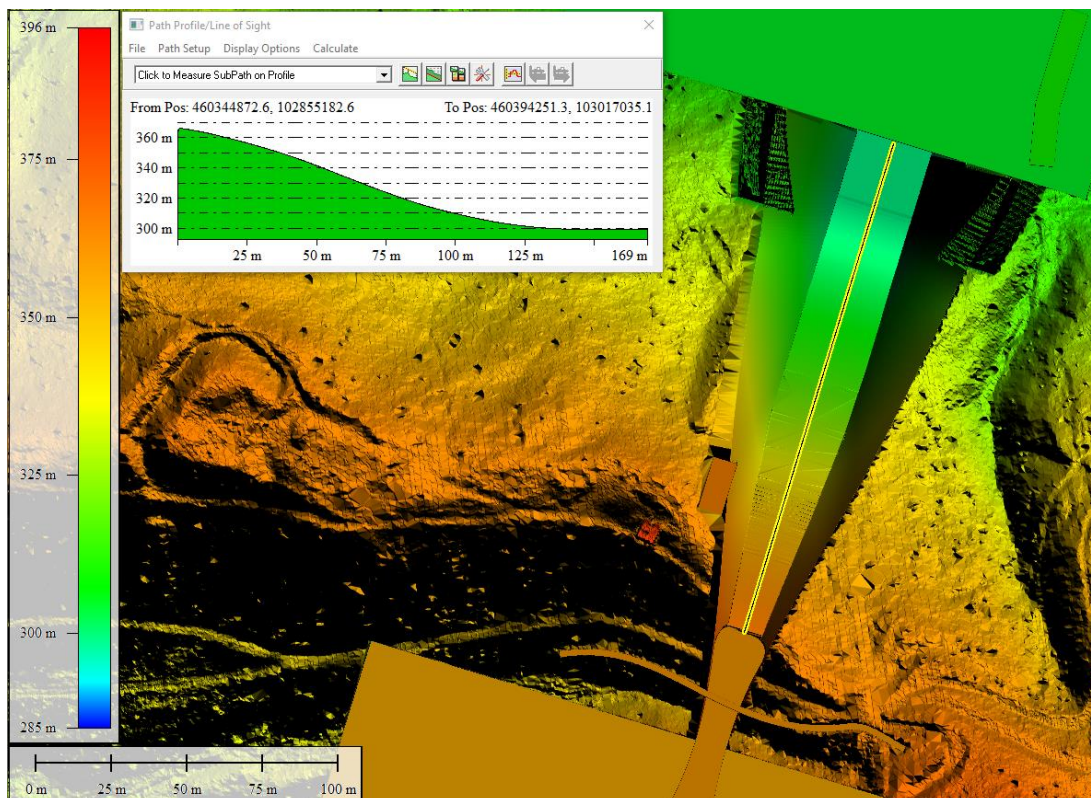 Path Profile/Line of Sight
File Path Setup Display Options Calculate
Click to Measure SubPath on Profile
From Pos: 460344872.6, 102855182.6 To Pos: 460394251.3, 103017035.1
360 m
340 m
320 m
300 m
25 m 50 m 75 m 100 m 125 m 169 m
396 m
375 m
350 m
325 m
300 m
285 m
0 m 25 m 50 m 75 m 100 m